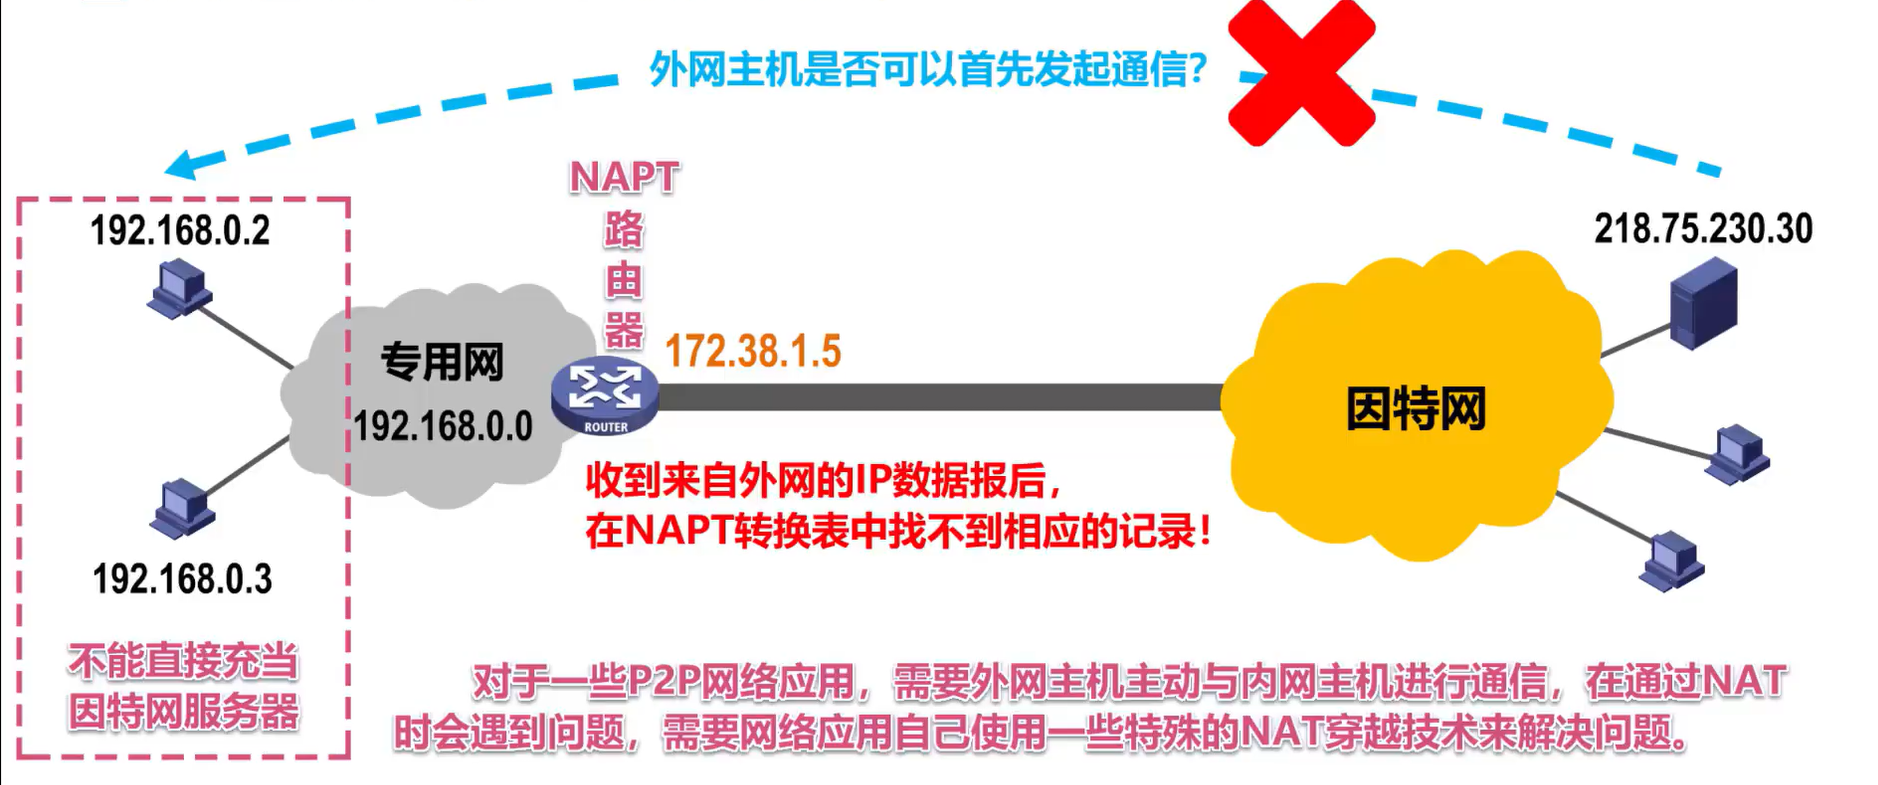 外网主机是否可以首先发起通信？
NAPT
路
由
器
192.168.0.2
218.75.230.30
172.38.1.5
专用网
192.168.0.0
ROUTER
因特网
收到来自外网的IP数据报后，
在NAPT转换表中找不到相应的记录！
192.168.0.3
不能直接充当
因特网服务器
对于一些P2P网络应用，需要外网主机主动与内网主机进行通信，在通过NAT
时会遇到问题，需要网络应用自己使用一些特殊的NAT穿越技术来解决问题。